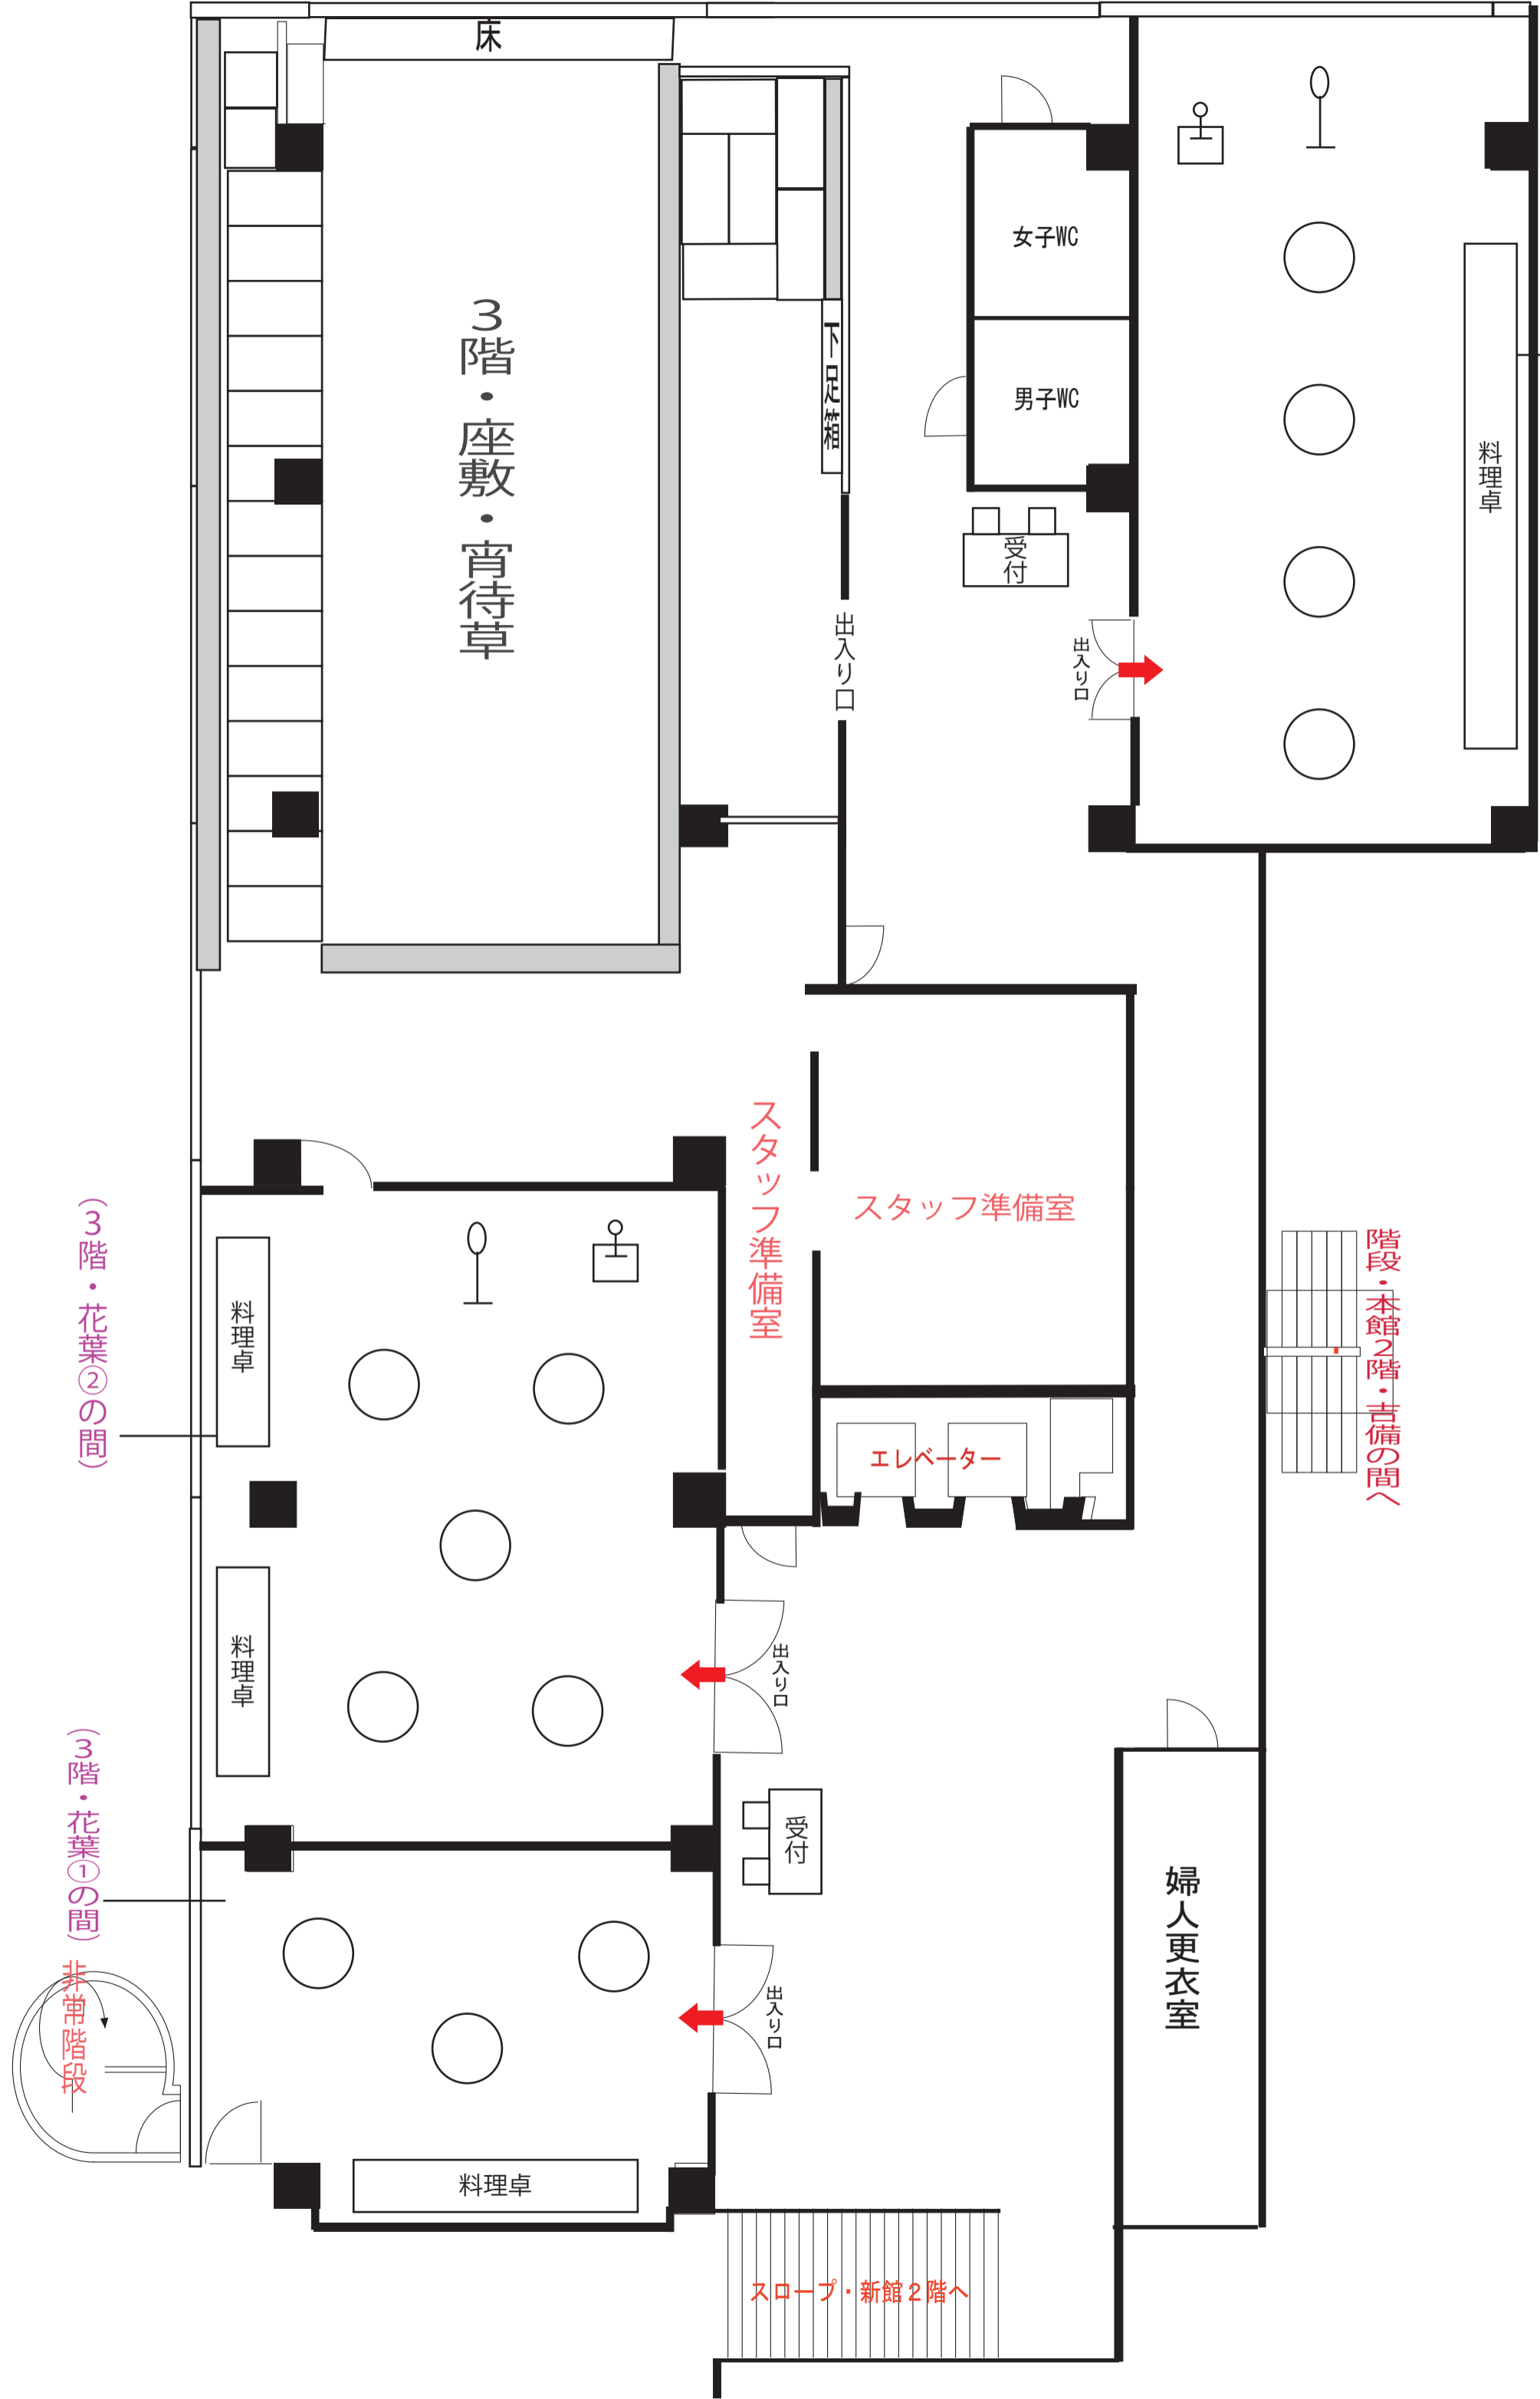 床
3階・座敷・宵待草
下足箱
女子WC
男子WC
受付
出入り口
出入り口
料理卓
スタッフ準備室
スタッフ準備室
エレベーター
階段・本館2階・吉備の間へ
(3階・花葉②の間)
料理卓
料理卓
出入り口
受付
(3階・花葉①の間)
非常階段
出入り口
料理卓
婦人更衣室
スロープ・新館2階へ